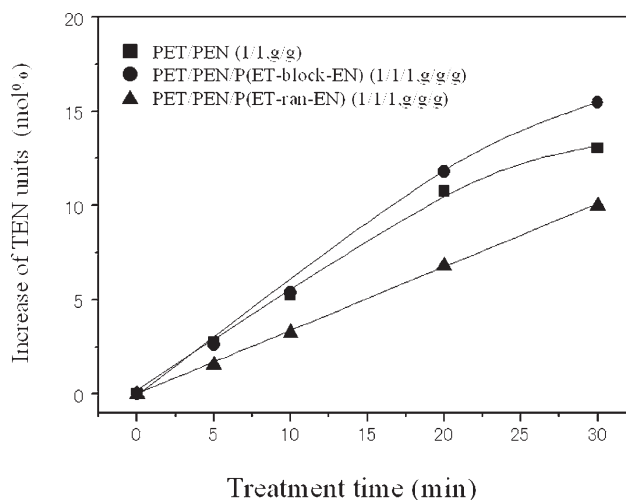 20
PET/PEN (1/1,g/g)
PET/PEN/P(ET-block-EN) (1/1/1,g/g/g)
PET/PEN/P(ET-ran-EN) (1/1/1,g/g/g)
15
10
5
0
Increase of TEN units (mol%)
0 5 10 15 20 25 30
Treatment time (min)